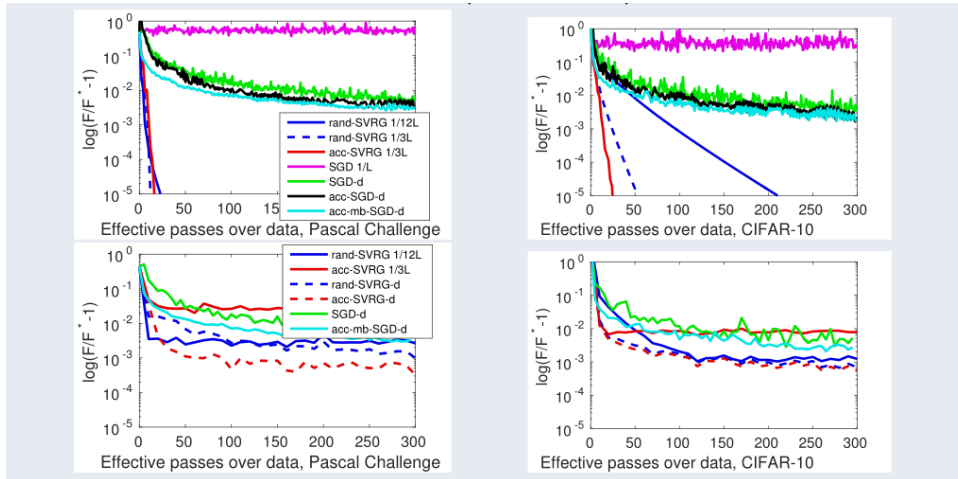 log(F/F* -1)
10^0
10^-1
10^-2
10^-3
10^-4
10^-5
0 50 100 150 200 250 300
rand-SVRG 1/12L
rand-SVRG 1/3L
acc-SVRG 1/3L
SGD 1/L
SGD-d
acc-SGD-d
acc-mb-SGD-d
Effective passes over data, Pascal Challenge
log(F/F* -1)
10^0
10^-1
10^-2
10^-3
10^-4
10^-5
0 50 100 150 200 250 300
Effective passes over data, CIFAR-10
log(F/F* -1)
10^0
10^-1
10^-2
10^-3
10^-4
10^-5
0 50 100 150 200 250 300
rand-SVRG 1/12L
acc-SVRG 1/3L
rand-SVRG-d
acc-SVRG-d
SGD-d
acc-mb-SGD-d
Effective passes over data, Pascal Challenge
log(F/F* -1)
10^0
10^-1
10^-2
10^-3
10^-4
10^-5
0 50 100 150 200 250 300
Effective passes over data, CIFAR-10